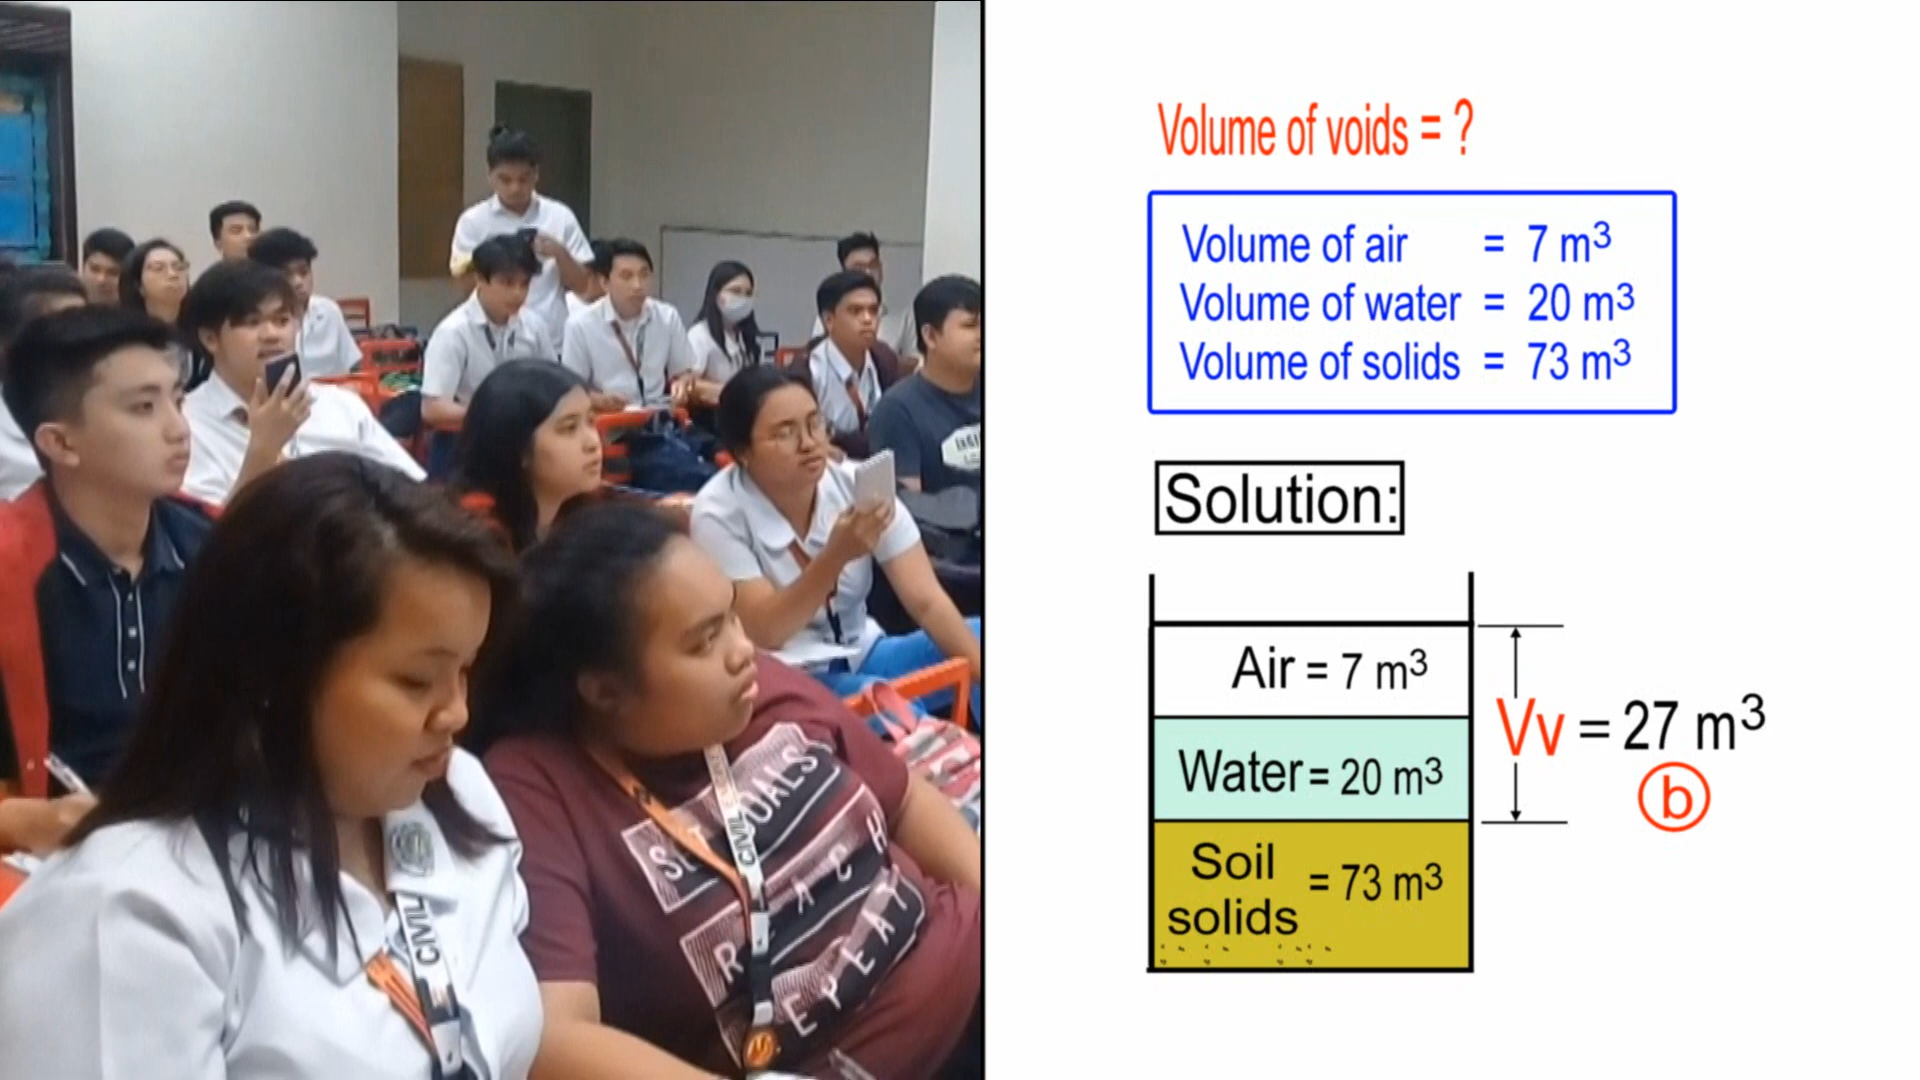 Volume of voids = ?
Volume of air = 7 m³
Volume of water = 20 m³
Volume of solids = 73 m³
Solution:
Air = 7 m³
Water = 20 m³
Soil solids = 73 m³
Vv = 27 m³
b
CIVIL E
CIVIL
GOALS
R A C H
E P L A Y